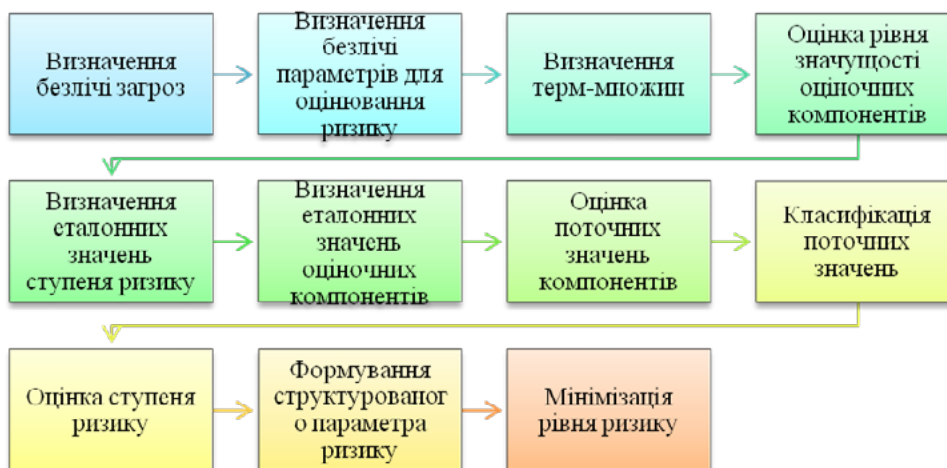 Визначення
безлічі загроз
Визначення
безлічі
параметрів для
оцінювання
ризику
Визначення
терм-множин
Оцінка рівня
значущості
оціночних
компонентів
Визначення
еталонних
значень
ступеня ризику
Визначення
еталонних
значень
оціночних
компонентів
Оцінка
поточних
значень
компонентів
Класифікація
поточних
значень
Оцінка ступеня
ризику
Формування
структурованог
о параметра
ризику
Мінімізація
рівня ризику